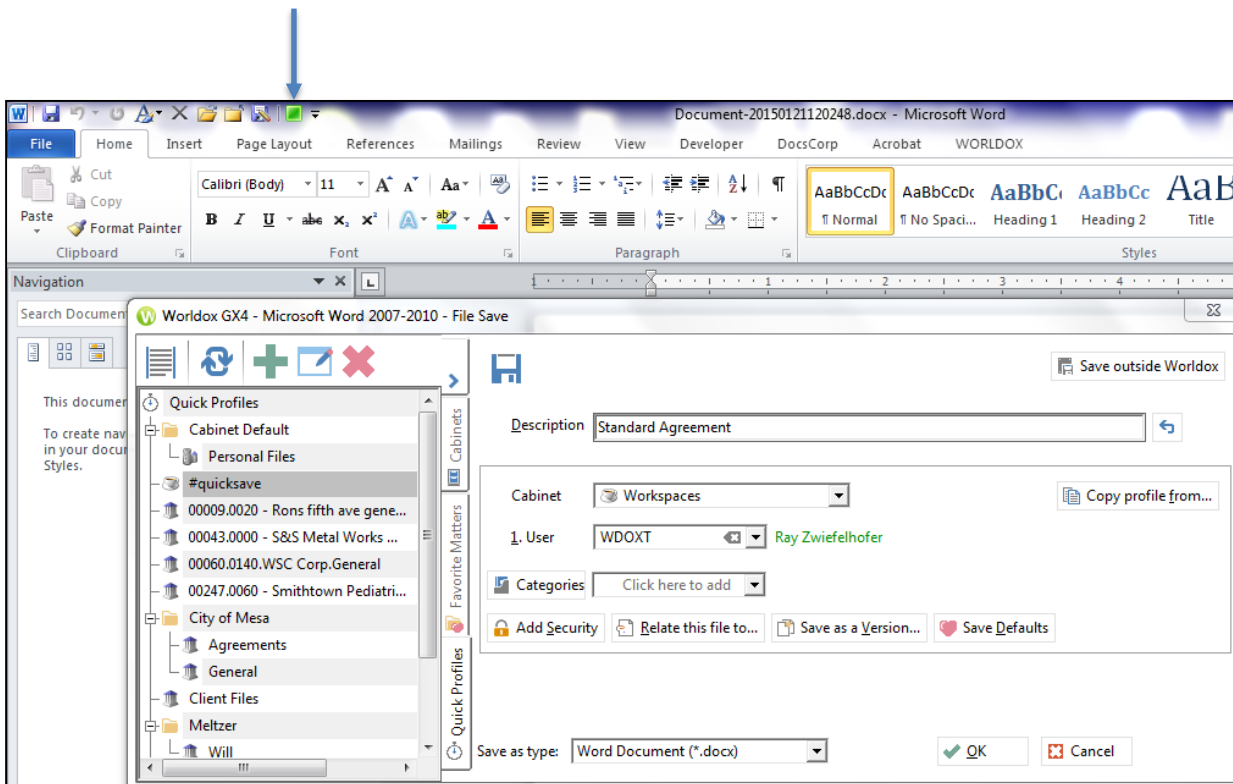 Document-20150121120248.docx - Microsoft Word
File Home Insert Page Layout References Mailings Review View Developer DocsCorp Acrobat WORLDOX
Paste
Cut
Copy
Format Painter
Clipboard
Calibri (Body) 11
Font
Paragraph
AaBbCcDc AaBbCcDc AaBbC AaBbCc AaB
¶ Normal ¶ No Spaci... Heading 1 Heading 2 Title
Styles
Navigation
L
1 1 2 3 4
Search Documen
This documen
To create nav
in your docur
Styles.
Worldox GX4 - Microsoft Word 2007-2010 - File Save
Quick Profiles
Cabinet Default
Personal Files
#quicksave
00009.0020 - Rons fifth ave gene...
00043.0000 - S&S Metal Works ...
00060.0140.WSC Corp.General
00247.0060 - Smithtown Pediatri...
City of Mesa
Agreements
General
Client Files
Meltzer
Will
Cabinets
Favorite Matters
Quick Profiles
Save outside Worldox
Description Standard Agreement
Cabinet Workspaces
Copy profile from...
1. User WDOXT Ray Zwiefelhofer
Categories Click here to add
Add Security Relate this file to... Save as a Version... Save Defaults
Save as type: Word Document (*.docx)
OK Cancel